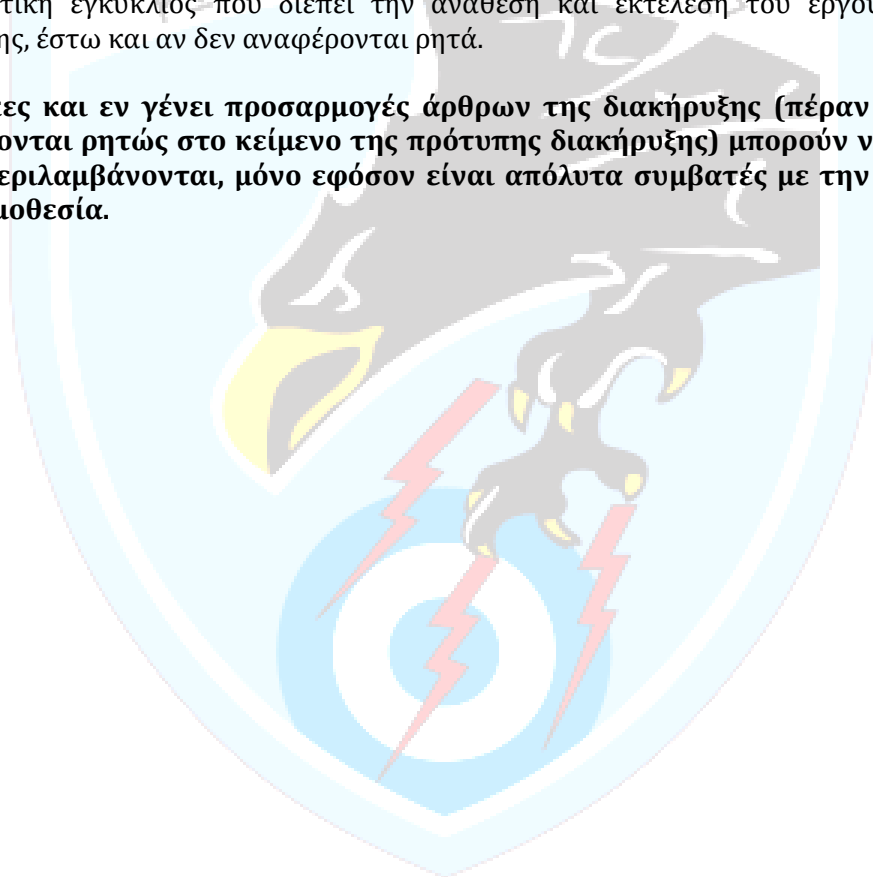 τική εγκύκλιος που διέπει την ανάθεση και εκτέλεση του έργου
ης, έστω και αν δεν αναφέρονται ρητά.
ες και εν γένει προσαρμογές άρθρων της διακήρυξης (πέραν
ονται ρητώς στο κείμενο της πρότυπης διακήρυξης) μπορούν ν
εριλαμβάνονται, μόνο εφόσον είναι απόλυτα συμβατές με την
μοθεσία.